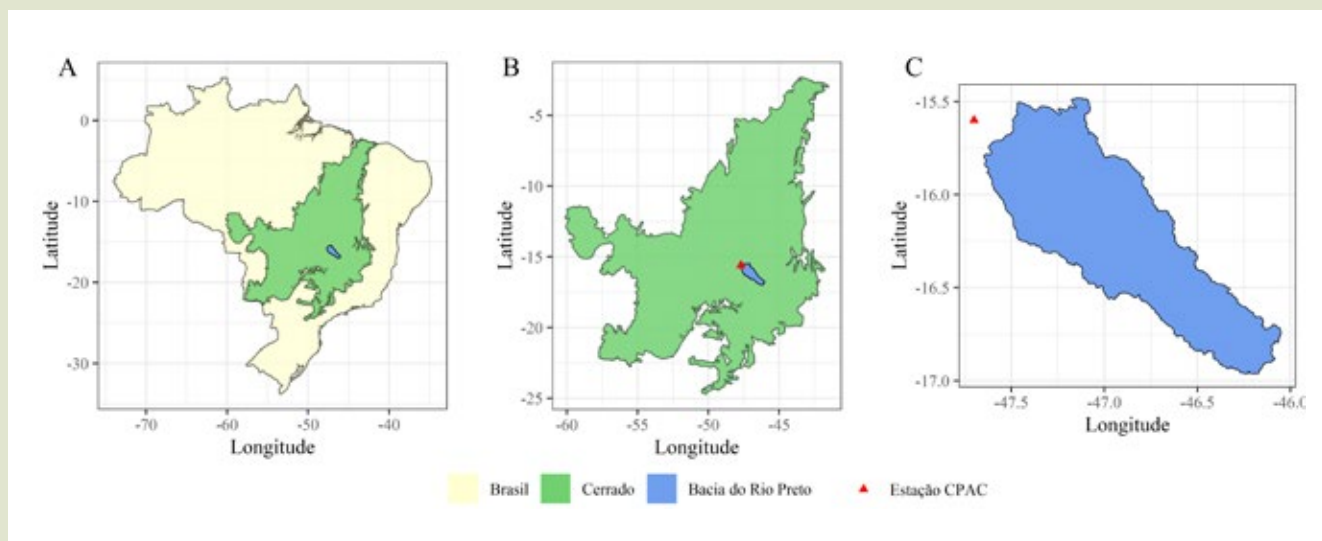 A
B
C
0
-10
-20
-30
Latitude
-70
-60
-50
-40
Longitude
-5
-10
-15
-20
-25
Latitude
-60
-55
-50
-45
Longitude
-15.5
-16.0
-16.5
-17.0
Latitude
-47.5
-47.0
-46.5
-46.0
Longitude
Brasil
Cerrado
Bacia do Rio Preto
Estação CPAC